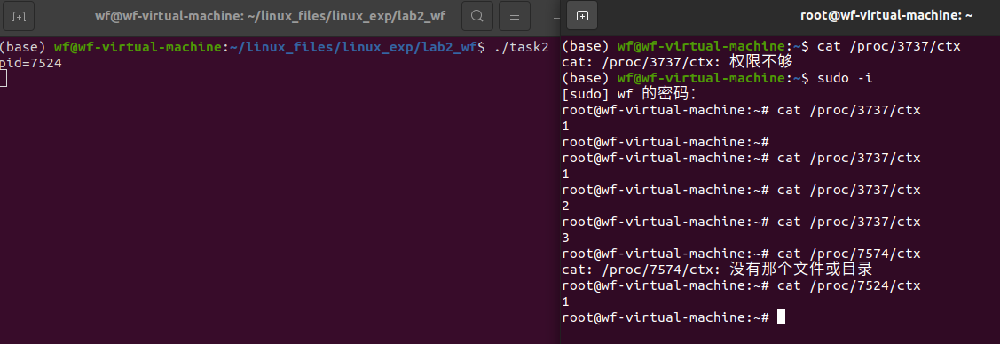 wf@wf-virtual-machine: ~/linux_files/linux_exp/lab2_wf
(base) wf@wf-virtual-machine:~/linux_files/linux_exp/lab2_wf$ ./task2
pid=7524
root@wf-virtual-machine: ~
(base) wf@wf-virtual-machine:~$ cat /proc/3737/ctx
cat: /proc/3737/ctx: 权限不够
(base) wf@wf-virtual-machine:~$ sudo -i
[sudo] wf 的密码：
root@wf-virtual-machine:~# cat /proc/3737/ctx
1
root@wf-virtual-machine:~#
root@wf-virtual-machine:~# cat /proc/3737/ctx
1
root@wf-virtual-machine:~# cat /proc/3737/ctx
2
root@wf-virtual-machine:~# cat /proc/3737/ctx
3
root@wf-virtual-machine:~# cat /proc/7574/ctx
cat: /proc/7574/ctx: 没有那个文件或目录
root@wf-virtual-machine:~# cat /proc/7524/ctx
1
root@wf-virtual-machine:~#